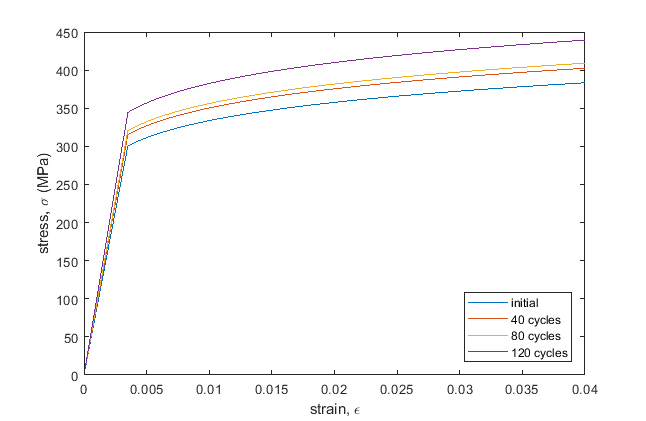 450
400
350
300
250
200
150
100
50
0
stress, σ (MPa)
0 0.005 0.01 0.015 0.02 0.025 0.03 0.035 0.04
strain, ϵ
initial
40 cycles
80 cycles
120 cycles